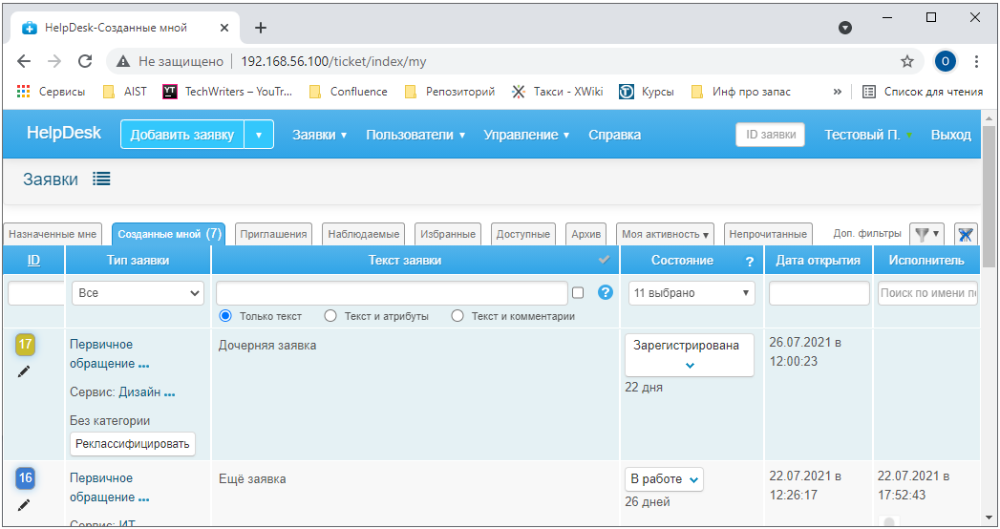 HelpDesk-Созданные мной
Не защищено 192.168.56.100/ticket/index/my О
Сервисы AIST TechWriters – YouTr... Confluence Репозиторий Такси - XWiki Курсы Инф про запас » Список для чтения
HelpDesk Добавить заявку Заявки Пользователи Управление Справка ID заявки Тестовый П. Выход
Заявки
Назначенные мне Созданные мной (7) Приглашения Наблюдаемые Избранные Доступные Архив Моя активность Непрочитанные Доп. фильтры
ID Тип заявки Текст заявки Состояние ? Дата открытия Исполнитель
Все ? 11 выбрано Поиск по имени по
Только текст Текст и атрибуты Текст и комментарии
17 Первичное Дочерняя заявка Зарегистрирована 26.07.2021 в
обращение ... 12:00:23
22 дня
Сервис: Дизайн ...
Без категории
Реклассифицировать
16 Первичное Ещё заявка В работе 22.07.2021 в 22.07.2021 в
обращение ... 26 дней 12:26:17 17:52:43
Сервис: ИТ